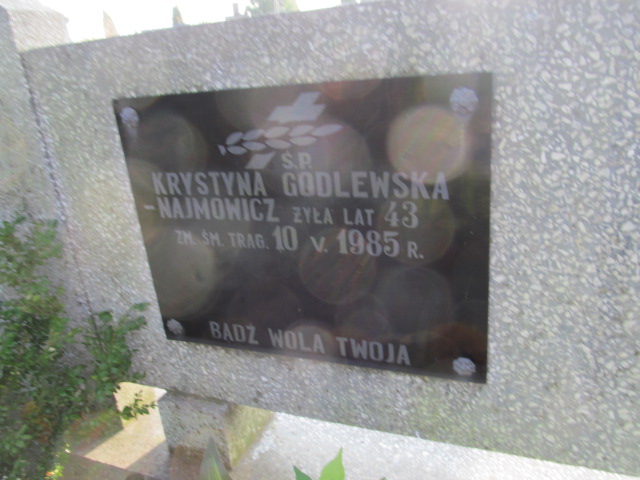 Ś.P.
KRYSTYNA GODLEWSKA
-NAJMOWICZ ŻYŁA LAT 43
ZM. ŚM. TRAG. 10 V. 1985 R.
BĄDŹ WOLA TWOJA